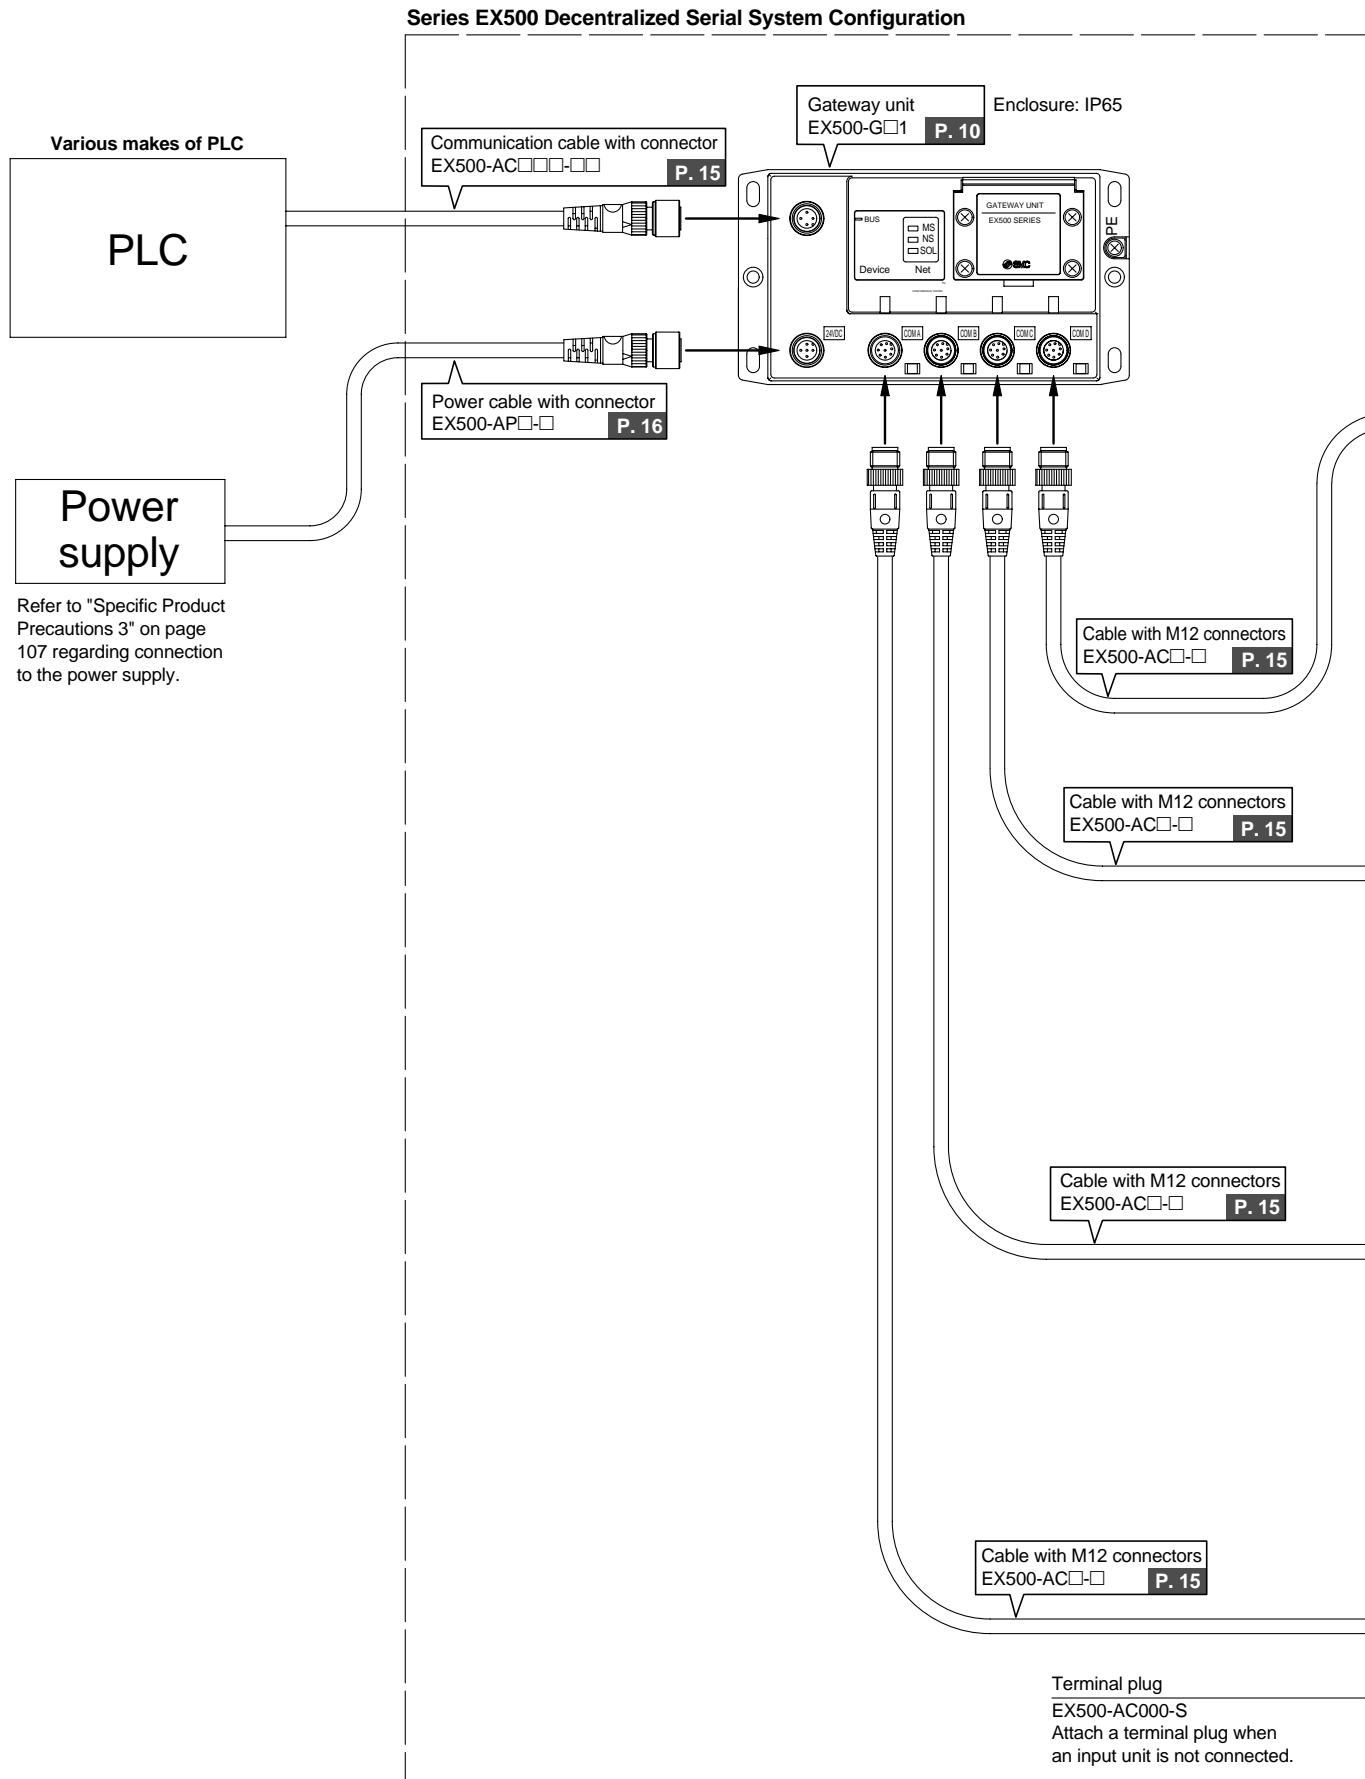 Series EX500 Decentralized Serial System Configuration
Gateway unit
EX500-G□1 P. 10
Enclosure: IP65
Various makes of PLC
PLC
Communication cable with connector
EX500-AC□□□-□□ P. 15
GATEWAY UNIT
EX500 SERIES
SMC
BUS
MS
NS
SOL
Device Net
PE
24VDC
COM A
COM B
COM C
COM D
Power cable with connector
EX500-AP□-□ P. 16
Power
supply
Refer to "Specific Product
Precautions 3" on page
107 regarding connection
to the power supply.
Cable with M12 connectors
EX500-AC□-□ P. 15
Cable with M12 connectors
EX500-AC□-□ P. 15
Cable with M12 connectors
EX500-AC□-□ P. 15
Cable with M12 connectors
EX500-AC□-□ P. 15
Terminal plug
EX500-AC000-S
Attach a terminal plug when
an input unit is not connected.